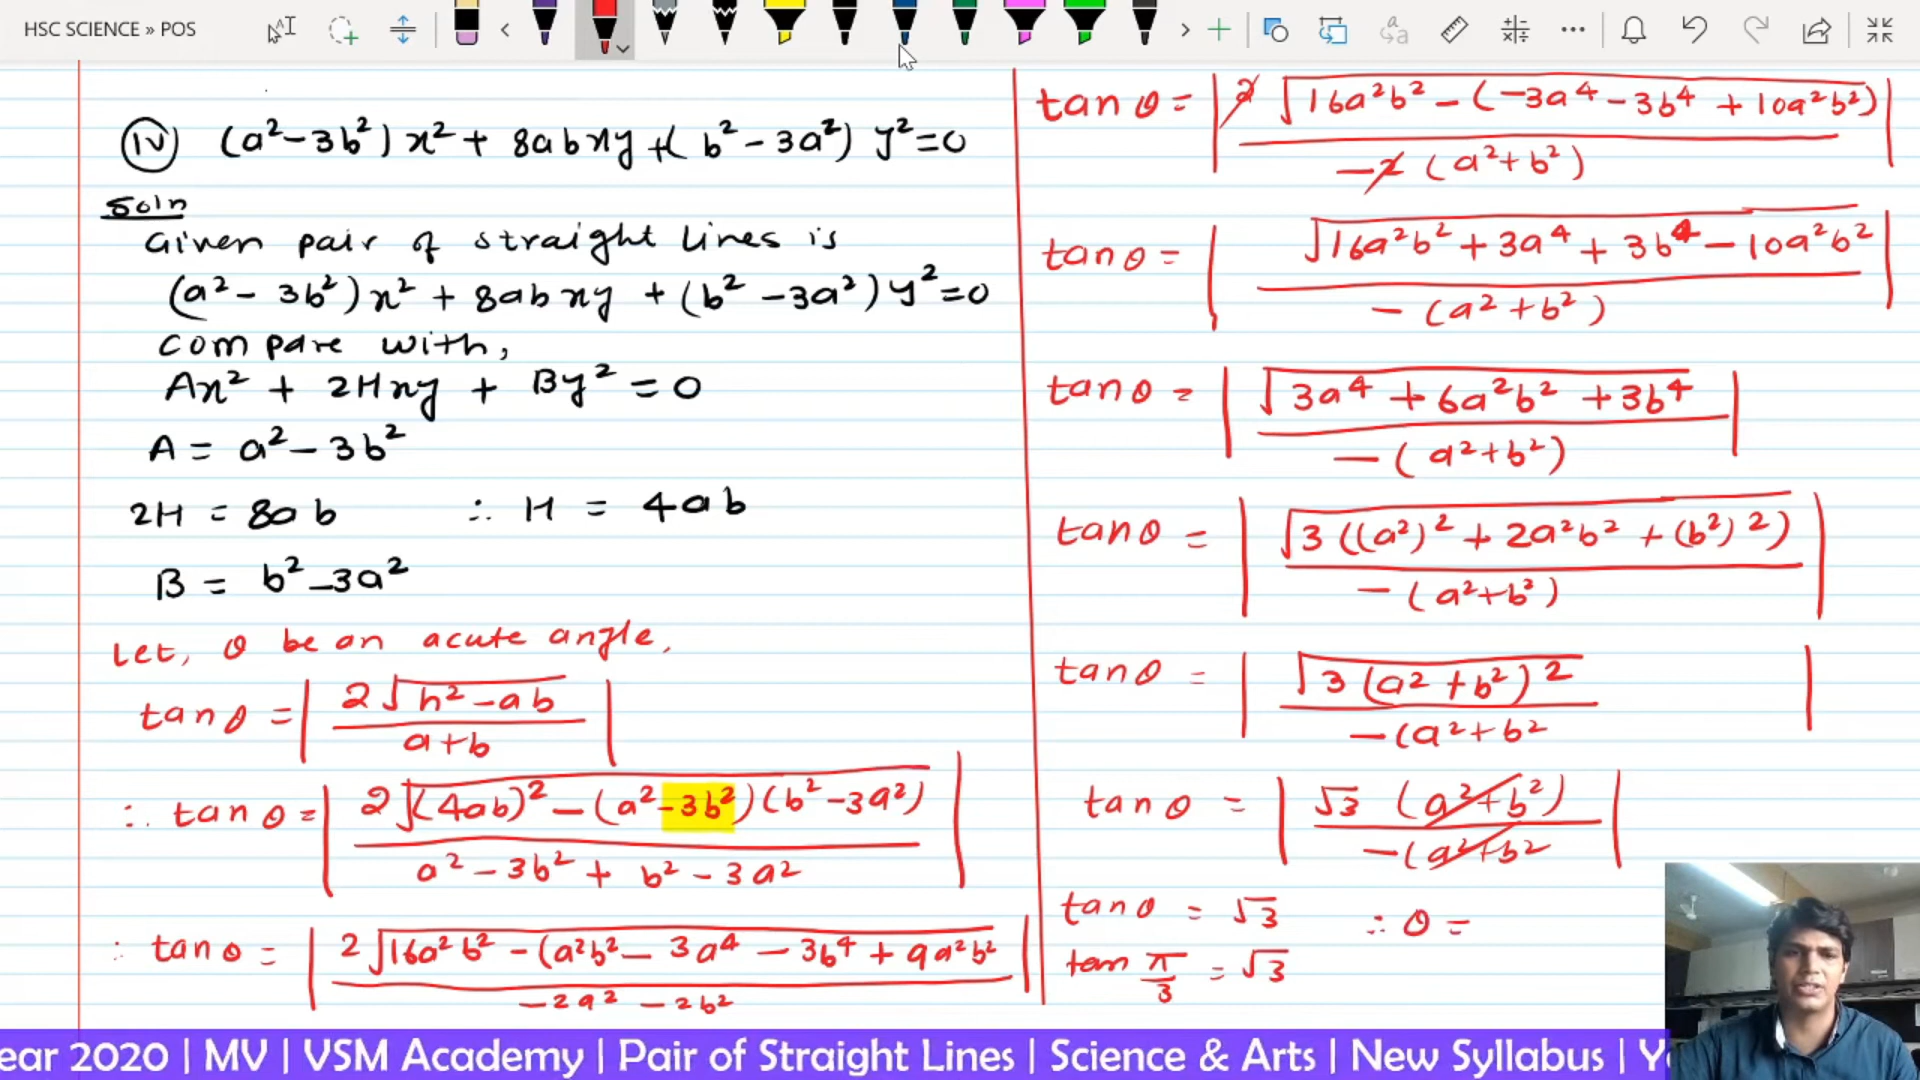 HSC SCIENCE » POS
(iv) (a²-3b²)x² + 8abxy + (b²-3a²) y²=0
Soln
Given pair of straight lines is
(a²-3b²)x² + 8abxy + (b²-3a²)y²=0
compare with,
Ax² + 2Hxy + By² = 0
A = a²-3b²
2H = 8ab ∴ H = 4ab
B = b²-3a²
Let, θ be an acute angle,
tanθ = | 2√(h²-ab) / a+b |
∴ tanθ = | 2√((4ab)² - (a²-3b²)(b²-3a²)) / a²-3b² + b²-3a² |
∴ tanθ = | 2√(16a²b² - (a²b² - 3a⁴ - 3b⁴ + 9a²b²) / -2a² - 2b² |
tanθ = | 2√(16a²b² - (-3a⁴ - 3b⁴ + 10a²b²)) / -2(a²+b²) |
tanθ = | √(16a²b² + 3a⁴ + 3b⁴ - 10a²b²) / -(a²+b²) |
tanθ = | √(3a⁴ + 6a²b² + 3b⁴) / -(a²+b²) |
tanθ = | √(3((a²)² + 2a²b² + (b²)²)) / -(a²+b²) |
tanθ = | √(3(a²+b²)²) / -(a²+b² |
tanθ = | √3 (a²+b²) / -(a²+b² |
tanθ = √3 ∴ θ =
tan π/3 = √3
ear 2020 | MV | VSM Academy | Pair of Straight Lines | Science & Arts | New Syllabus | Y